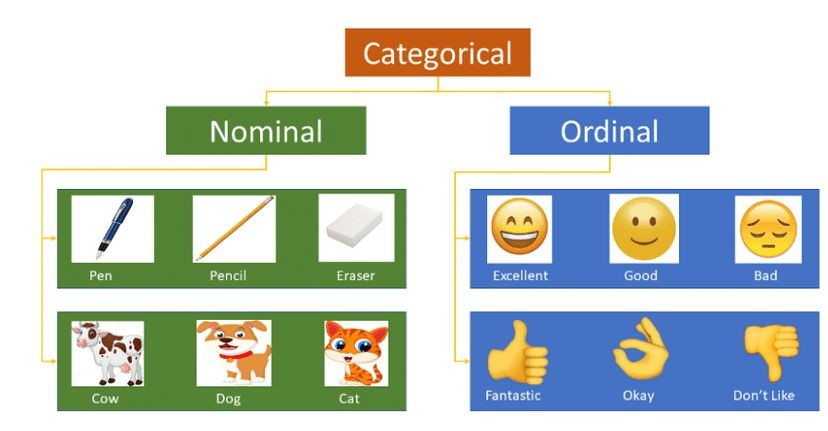 Categorical
Nominal
Ordinal
Pen Pencil Eraser
Excellent Good Bad
Cow Dog Cat
Fantastic Okay Don't Like